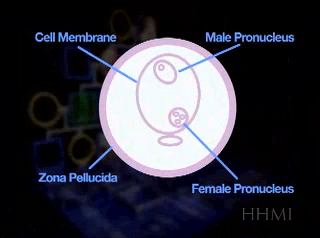 Cell Membrane
Male Pronucleus
Zona Pellucida
Female Pronucleus
HHMI